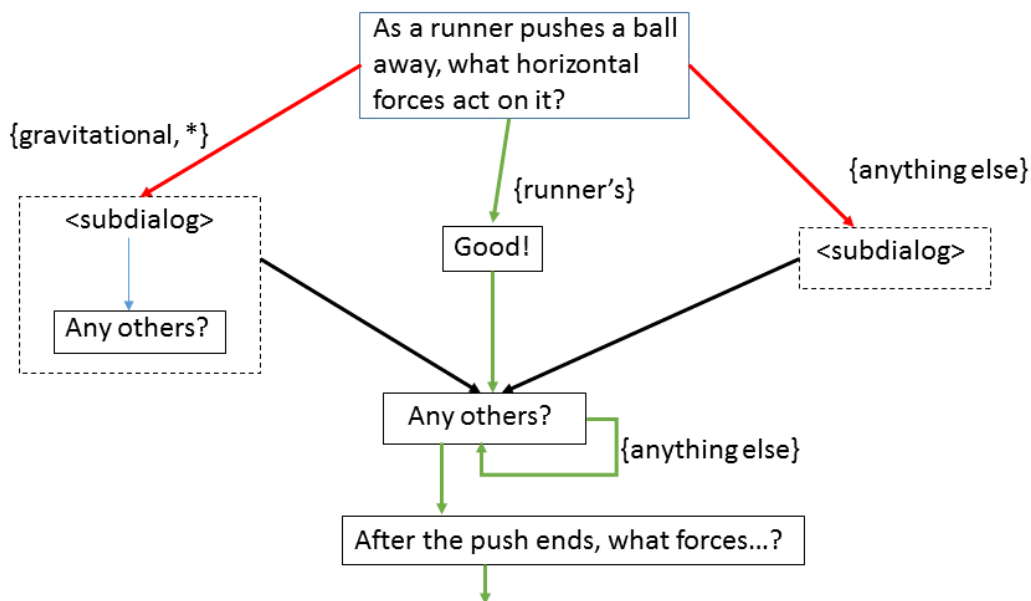 As a runner pushes a ball
away, what horizontal
forces act on it?
{gravitational, *}
{runner’s}
{anything else}
<subdialog>
Good!
<subdialog>
Any others?
Any others?
{anything else}
After the push ends, what forces...?